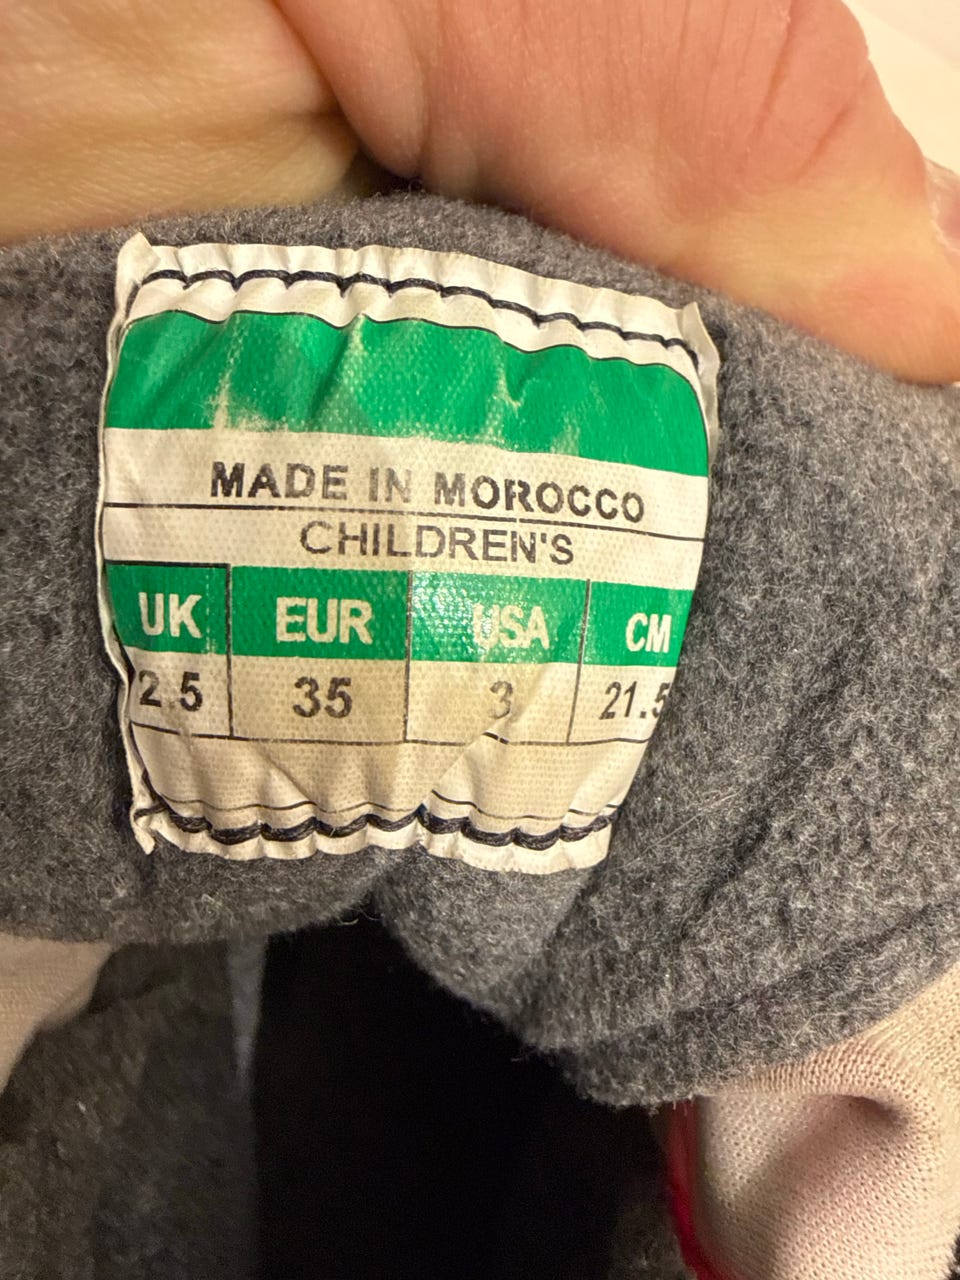 MADE IN MOROCCO
CHILDREN'S
UK EUR USA CM
2.5 35 3 21.5